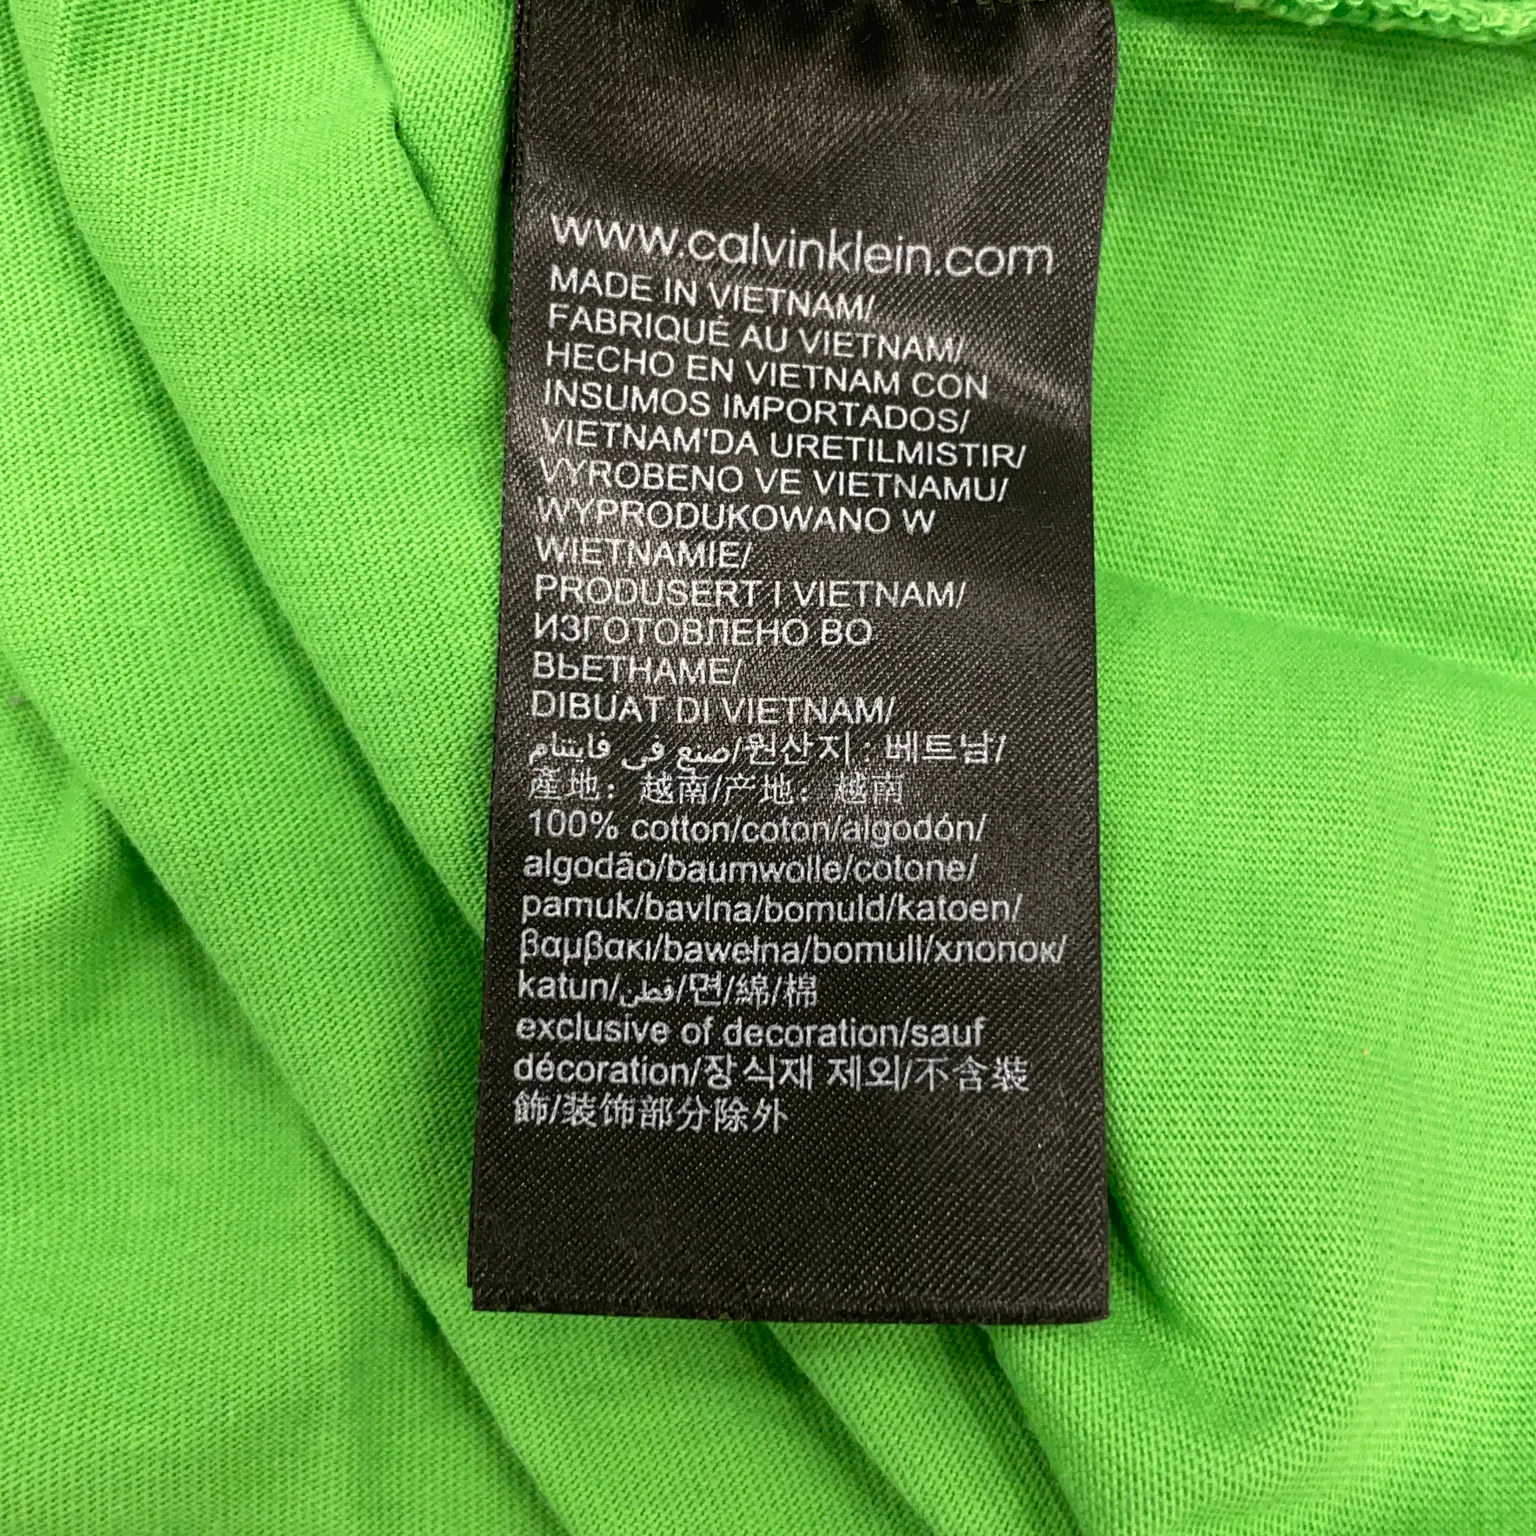 www.calvinklein.com
MADE IN VIETNAM/
FABRIQUÉ AU VIETNAM/
HECHO EN VIETNAM CON
INSUMOS IMPORTADOS/
VIETNAM'DA URETILMISTIR/
VYROBENO VE VIETNAMU/
WYPRODUKOWANO W
WIETNAMIE/
PRODUSERT I VIETNAM/
ИЗГОТОВЛЕНО ВО
ВЬЕТНАМЕ/
DIBUAT DI VIETNAM/
صنع في فايتنام/원산지 : 베트남/
產地: 越南/产地: 越南
100% cotton/coton/algodón/
algodão/baumwolle/cotone/
pamuk/bavlna/bomuld/katoen/
βαμβακι/bawełna/bomull/хлопок/
katun/قطن/면/綿/棉
exclusive of decoration/sauf
décoration/장식재 제외/不含裝
飾/装饰部分除外